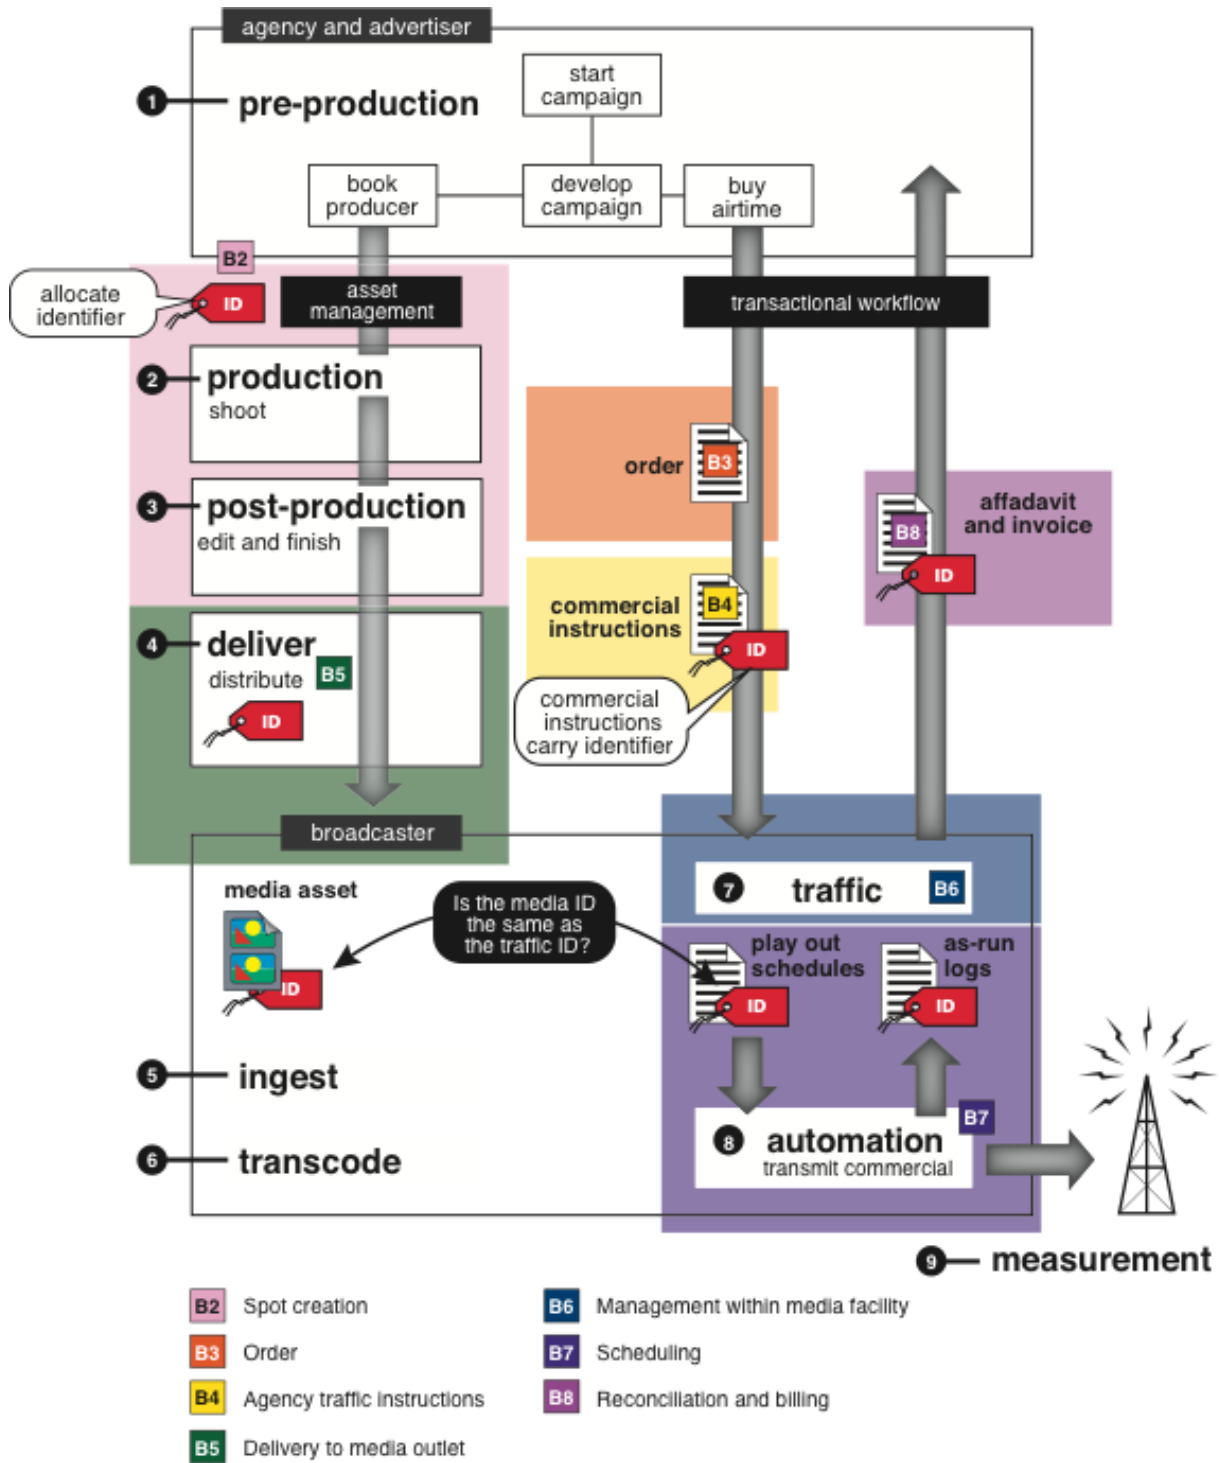 agency and advertiser
1 pre-production
start
campaign
book
producer
develop
campaign
buy
airtime
B2
allocate
identifier
ID
asset
management
transactional workflow
2 production
shoot
order
B3
3 post-production
edit and finish
B8
affadavit
and invoice
ID
commercial
instructions
B4
ID
commercial
instructions
carry identifier
4 deliver
distribute
B5
ID
broadcaster
media asset
ID
Is the media ID
the same as
the traffic ID?
7 traffic B6
play out
schedules
ID
as-run
logs
ID
5 ingest
6 transcode
B7
8 automation
transmit commercial
9 measurement
B2 Spot creation
B3 Order
B4 Agency traffic instructions
B5 Delivery to media outlet
B6 Management within media facility
B7 Scheduling
B8 Reconciliation and billing